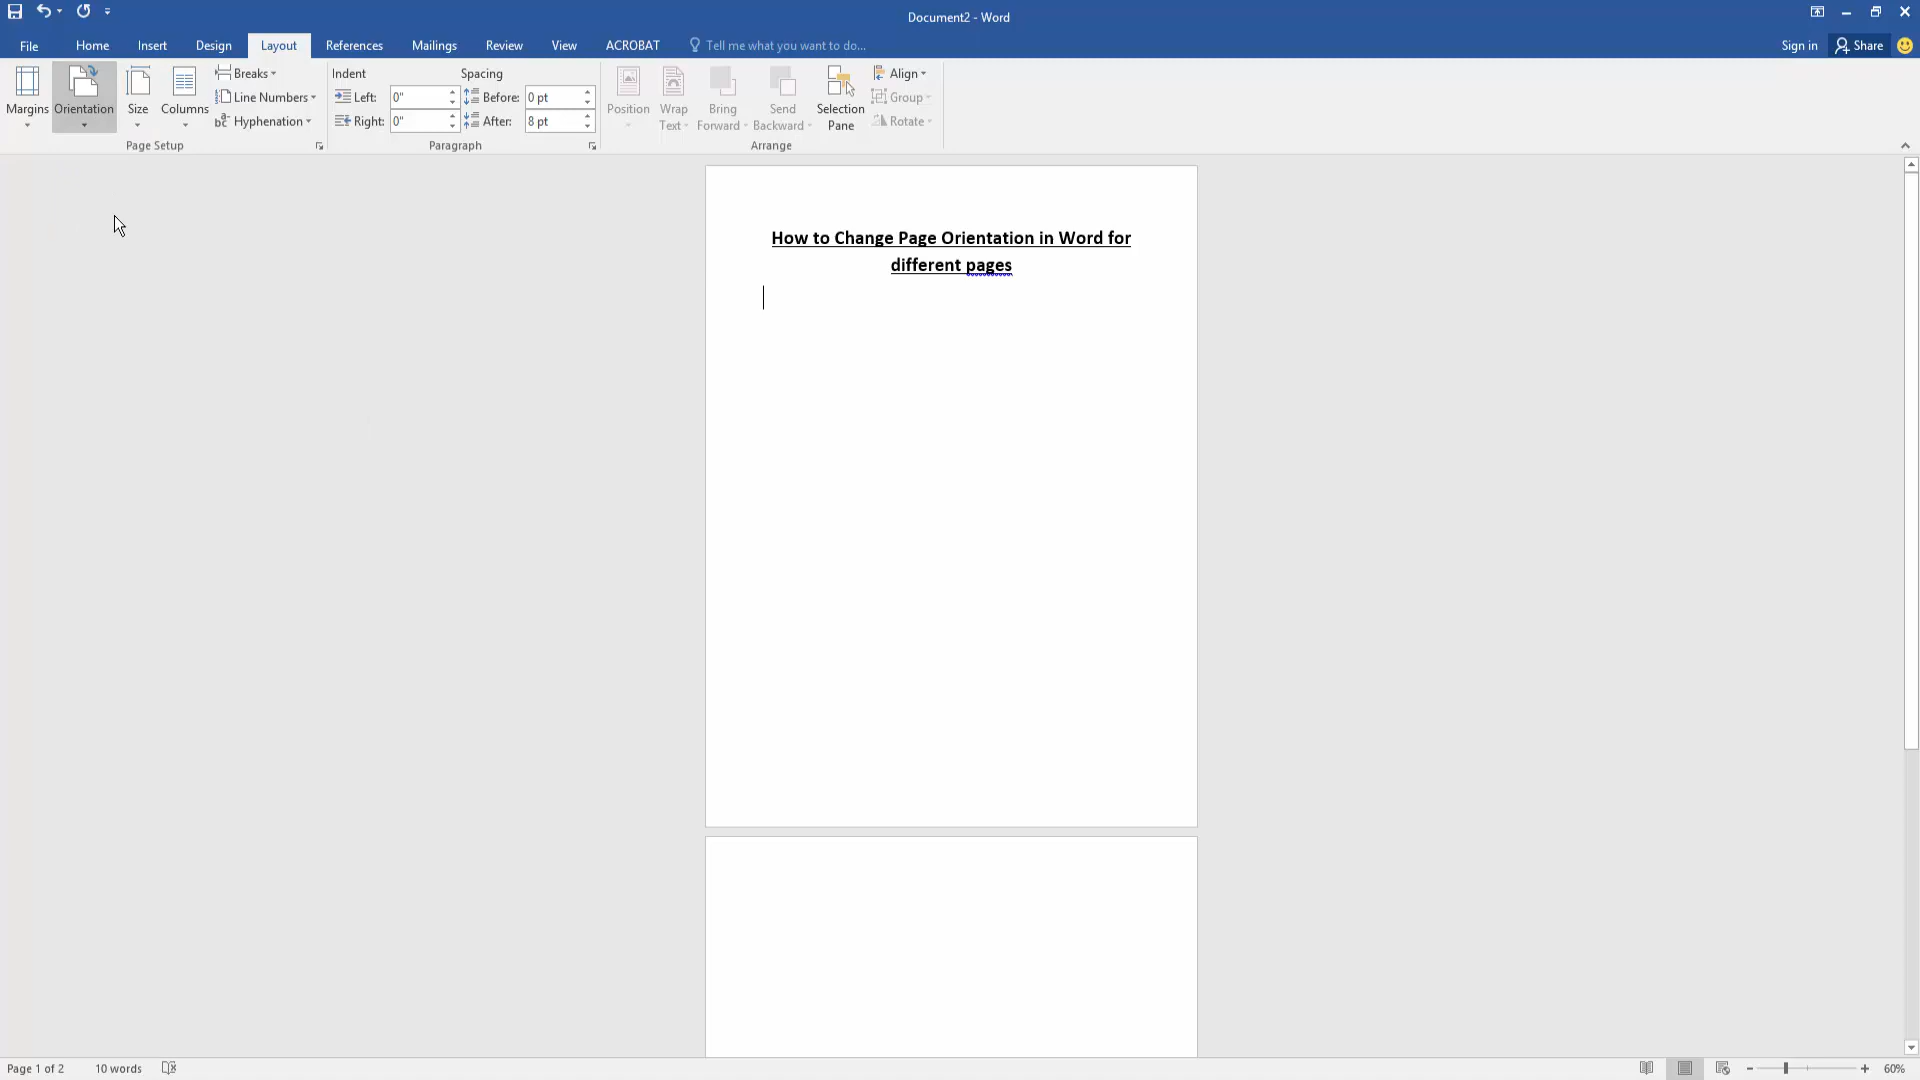 Document2 - Word
File Home Insert Design Layout References Mailings Review View ACROBAT Tell me what you want to do... Sign in Share
Margins Orientation Size Columns
Breaks
Line Numbers
Hyphenation
Page Setup
Indent Spacing
Left: 0" Before: 0 pt
Right: 0" After: 8 pt
Paragraph
Position Wrap Text Bring Forward Send Backward Selection Pane
Align
Group
Rotate
Arrange
How to Change Page Orientation in Word for
different pages
Page 1 of 2 10 words 60%